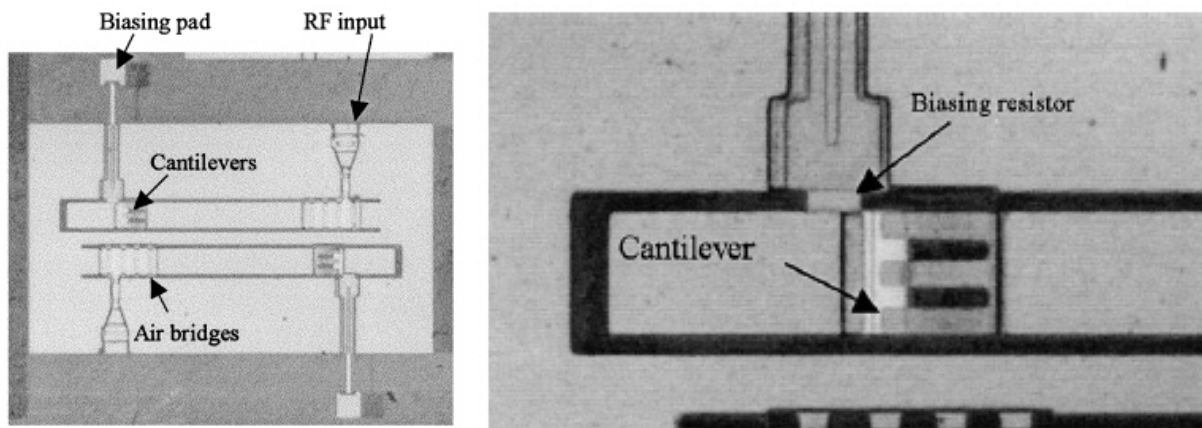 Biasing pad
RF input
Cantilevers
Air bridges
Biasing resistor
Cantilever